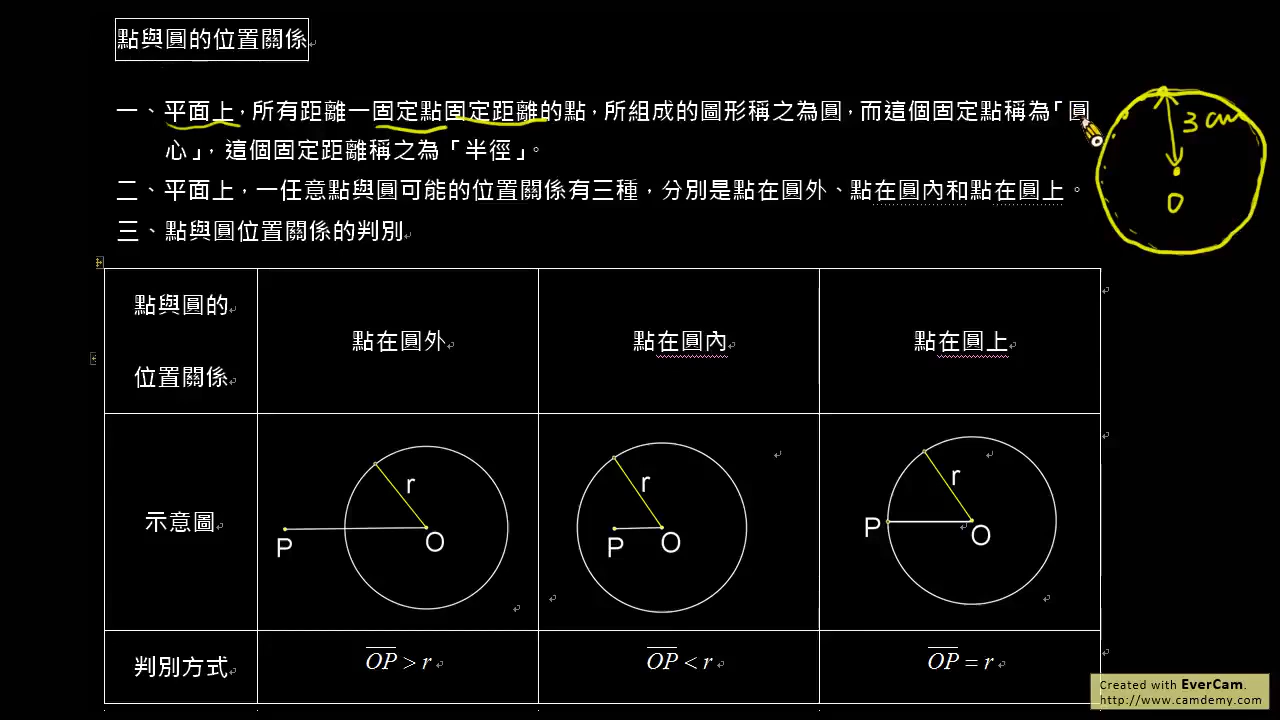 點與圓的位置關係
一、平面上，所有距離一固定點固定距離的點，所組成的圖形稱之為圓，而這個固定點稱為「圓
心」，這個固定距離稱之為「半徑」。
二、平面上，一任意點與圓可能的位置關係有三種，分別是點在圓外、點在圓內和點在圓上。
三、點與圓位置關係的判別
3 cm
O
點與圓的
位置關係
點在圓外
點在圓內
點在圓上
示意圖
r
P
O
r
P
O
r
P
O
判別方式
OP > r
OP < r
OP = r
Created with EverCam.
http://www.camdemy.com